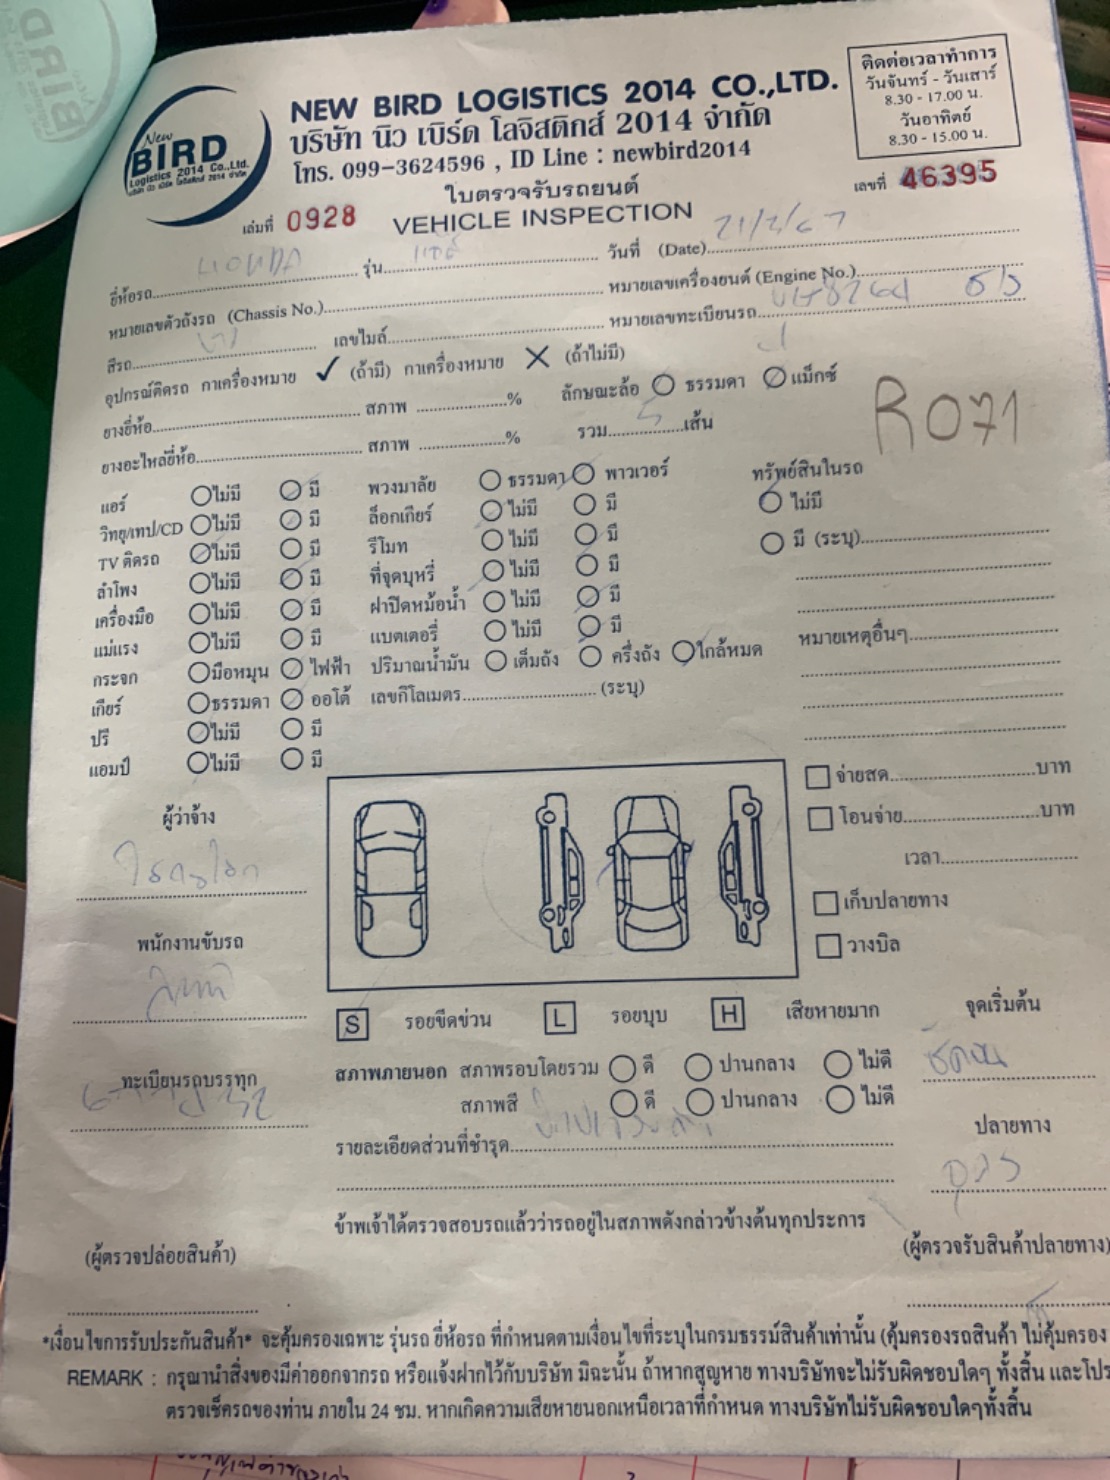 New
BIRD
Logistics 2014 Co.,Ltd.
บริษัท นิว เบิร์ด โลจิสติกส์ 2014 จำกัด
NEW BIRD LOGISTICS 2014 CO.,LTD.
บริษัท นิว เบิร์ด โลจิสติกส์ 2014 จำกัด
โทร. 099-3624596 , ID Line : newbird2014
ติดต่อเวลาทำการ
วันจันทร์ - วันเสาร์
8.30 - 17.00 น.
วันอาทิตย์
8.30 - 15.00 น.
ใบตรวจรับรถยนต์
เล่มที่ 0928 VEHICLE INSPECTION เลขที่ 46395
ยี่ห้อรถ HONDA รุ่น วันที่ (Date) 21/2/67
หมายเลขตัวถังรถ (Chassis No.) หมายเลขเครื่องยนต์ (Engine No.)
สีรถ เลขไมล์ หมายเลขทะเบียนรถ
อุปกรณ์ติดรถ กาเครื่องหมาย ✓ (ถ้ามี) กาเครื่องหมาย ✕ (ถ้าไม่มี)
ยางยี่ห้อ สภาพ % ลักษณะล้อ ธรรมดา แม็กซ์
ยางอะไหล่ยี่ห้อ สภาพ % รวม 5 เส้น
R071
แอร์ ไม่มี มี พวงมาลัย ธรรมดา พาวเวอร์ ทรัพย์สินในรถ
วิทยุ/เทป/CD ไม่มี มี ล็อกเกียร์ ไม่มี มี ไม่มี
TV ติดรถ ไม่มี มี รีโมท ไม่มี มี มี (ระบุ)
ลำโพง ไม่มี มี ที่จุดบุหรี่ ไม่มี มี
เครื่องมือ ไม่มี มี ฝาปิดหม้อน้ำ ไม่มี มี
แม่แรง ไม่มี มี แบตเตอรี่ ไม่มี มี หมายเหตุอื่นๆ
กระจก มือหมุน ไฟฟ้า ปริมาณน้ำมัน เต็มถัง ครึ่งถัง ใกล้หมด
เกียร์ ธรรมดา ออโต้ เลขกิโลเมตร (ระบุ)
ปรี ไม่มี มี
แอมป์ ไม่มี มี
จ่ายสด บาท
โอนจ่าย บาท
เวลา
เก็บปลายทาง
วางบิล
ผู้ว่าจ้าง
พนักงานขับรถ
ทะเบียนรถบรรทุก
S รอยขีดข่วน L รอยบุบ H เสียหายมาก จุดเริ่มต้น
สภาพภายนอก สภาพรอบโดยรวม ดี ปานกลาง ไม่ดี
สภาพสี ดี ปานกลาง ไม่ดี
ปลายทาง
รายละเอียดส่วนที่ชำรุด
ข้าพเจ้าได้ตรวจสอบรถแล้วว่ารถอยู่ในสภาพดังกล่าวข้างต้นทุกประการ
(ผู้ตรวจปล่อยสินค้า) (ผู้ตรวจรับสินค้าปลายทาง)
*เงื่อนไขการรับประกันสินค้า* จะคุ้มครองเฉพาะ รุ่นรถ ยี่ห้อรถ ที่กำหนดตามเงื่อนไขที่ระบุในกรมธรรม์สินค้าเท่านั้น (คุ้มครองรถสินค้า ไม่คุ้มครอง
REMARK : กรุณานำสิ่งของมีค่าออกจากรถ หรือแจ้งฝากไว้กับบริษัท มิฉะนั้น ถ้าหากสูญหาย ทางบริษัทจะไม่รับผิดชอบใดๆ ทั้งสิ้น และโปร
ตรวจเช็ครถของท่าน ภายใน 24 ชม. หากเกิดความเสียหายนอกเหนือเวลาที่กำหนด ทางบริษัทไม่รับผิดชอบใดๆทั้งสิ้น